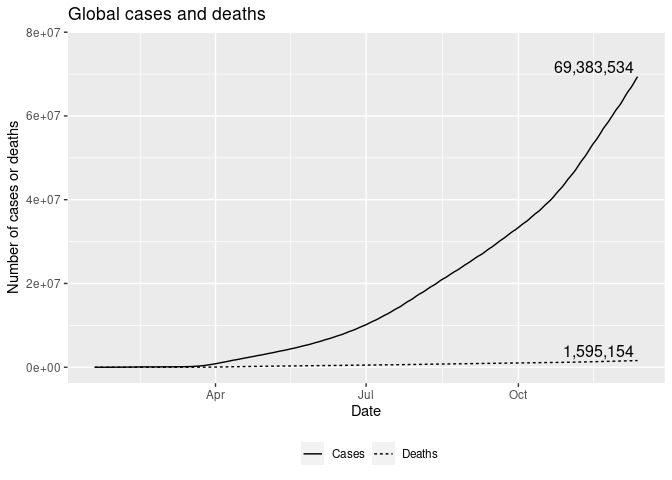 Global cases and deaths
8e+07
6e+07
4e+07
2e+07
0e+00
Number of cases or deaths
69,383,534
1,595,154
Apr
Jul
Oct
Date
Cases
Deaths